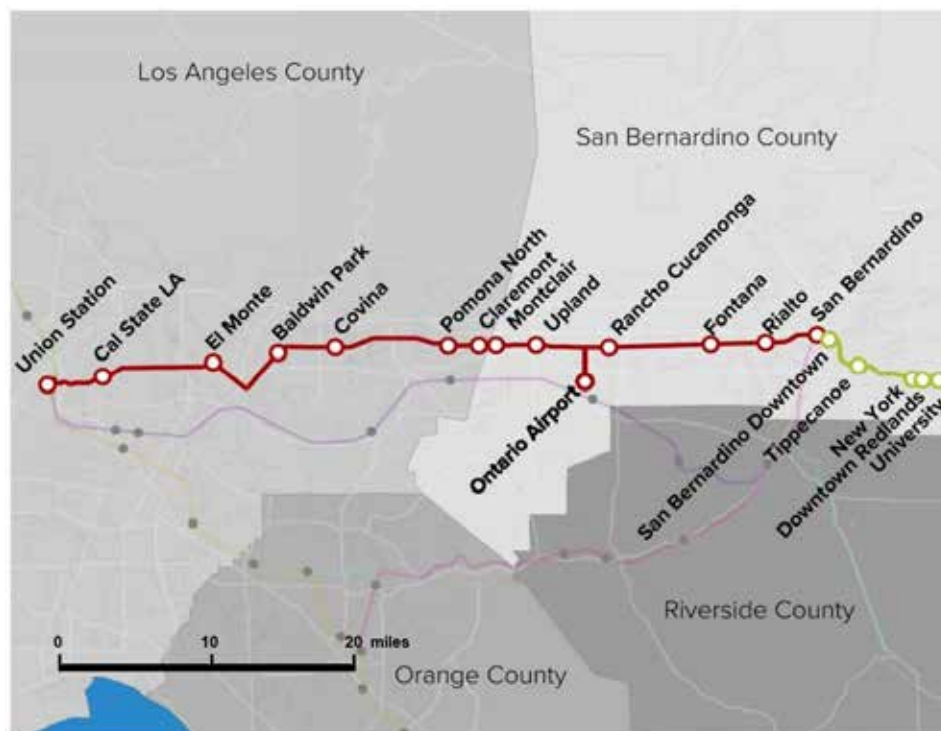 Los Angeles County
San Bernardino County
Union Station
Cal State LA
El Monte
Baldwin Park
Covina
Pomona North
Claremont
Montclair
Upland
Rancho Cucamonga
Fontana
Rialto
San Bernardino
Ontario Airport
San Bernardino Downtown
Tippecanoe
New York
Downtown Redlands
University
Riverside County
Orange County
0 10 20 miles